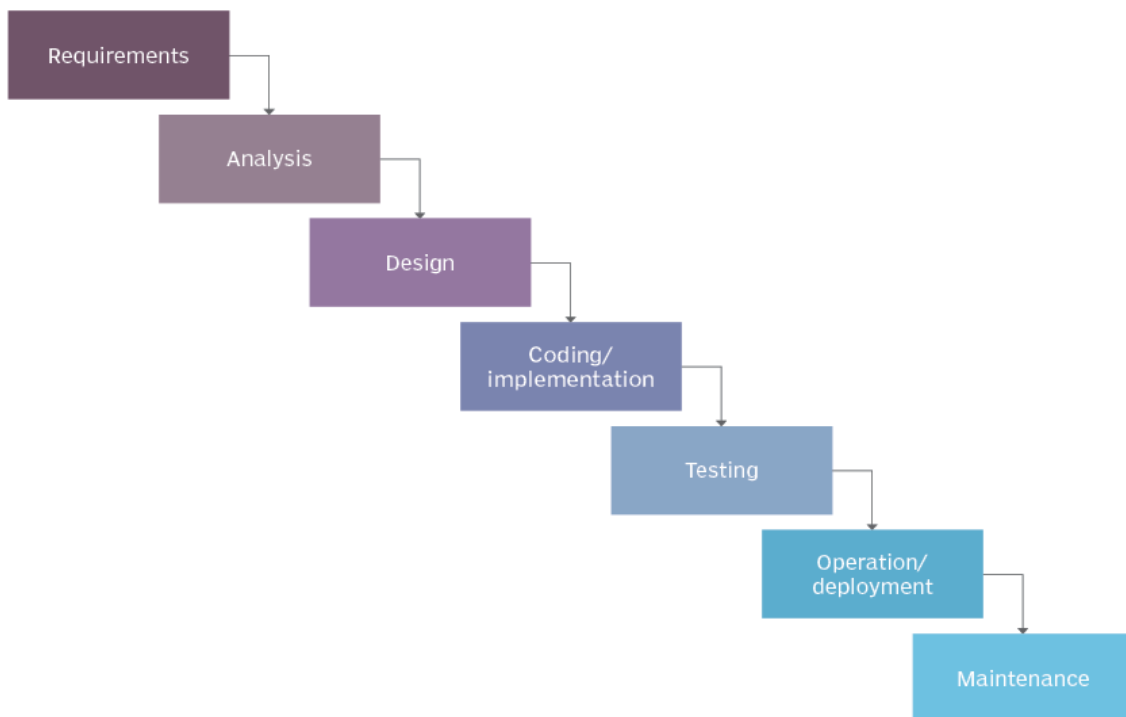 Requirements
Analysis
Design
Coding/
implementation
Testing
Operation/
deployment
Maintenance